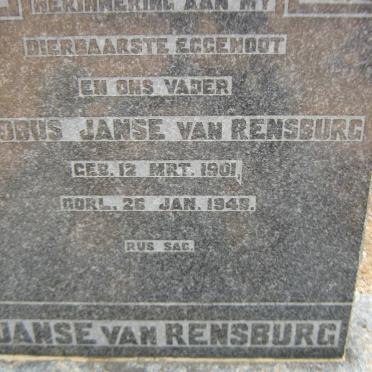 HERINNERING AAN MY
DIERBAARSTE EGGENOOT
EN ONS VADER
OBUS JANSE VAN RENSBURG
GEB. 12 MRT. 1901,
OORL. 26 JAN. 1949.
RUS SAG.
JANSE VAN RENSBURG